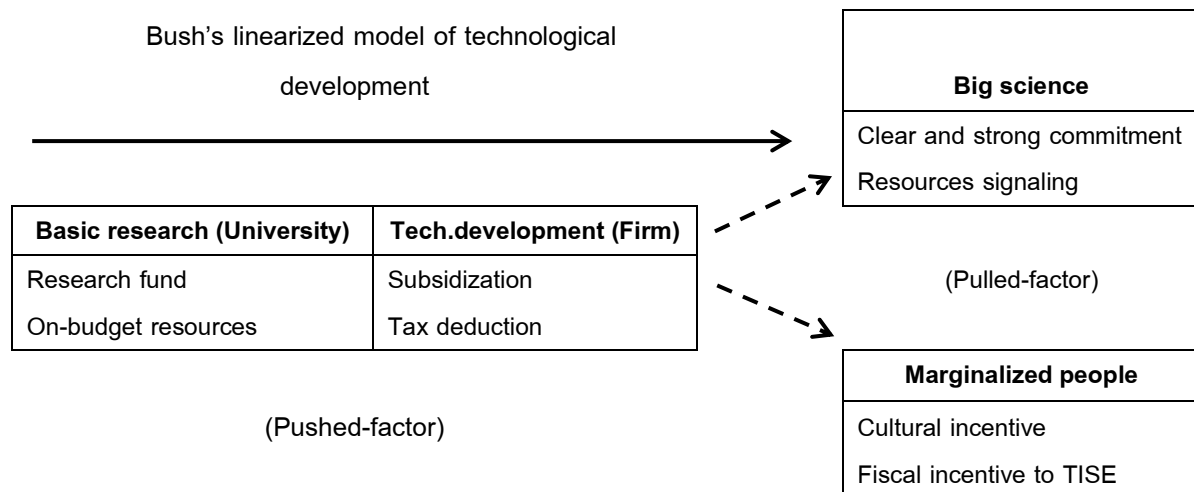 Bush's linearized model of technological
development
Big science
Clear and strong commitment
Resources signaling
Basic research (University)
Tech.development (Firm)
Research fund
Subsidization
On-budget resources
Tax deduction
(Pulled-factor)
(Pushed-factor)
Marginalized people
Cultural incentive
Fiscal incentive to TISE